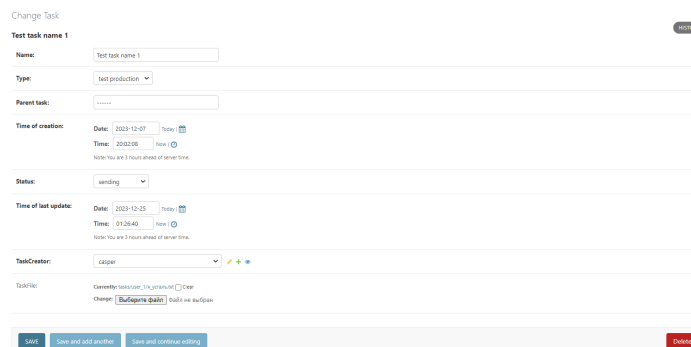 Change Task
Test task name 1
Name: Test task name 1
Type: test production
Parent task: ------
Time of creation: Date: 2023-12-07 Today |
Time: 20:02:08 Now |
Note: You are 3 hours ahead of server time.
Status: sending
Time of last update: Date: 2023-12-25 Today |
Time: 01:26:40 Now |
Note: You are 3 hours ahead of server time.
TaskCreator: casper
TaskFile: Currently: Clear
Change: Выберите файл Файл не выбран
SAVE Save and add another Save and continue editing Delete